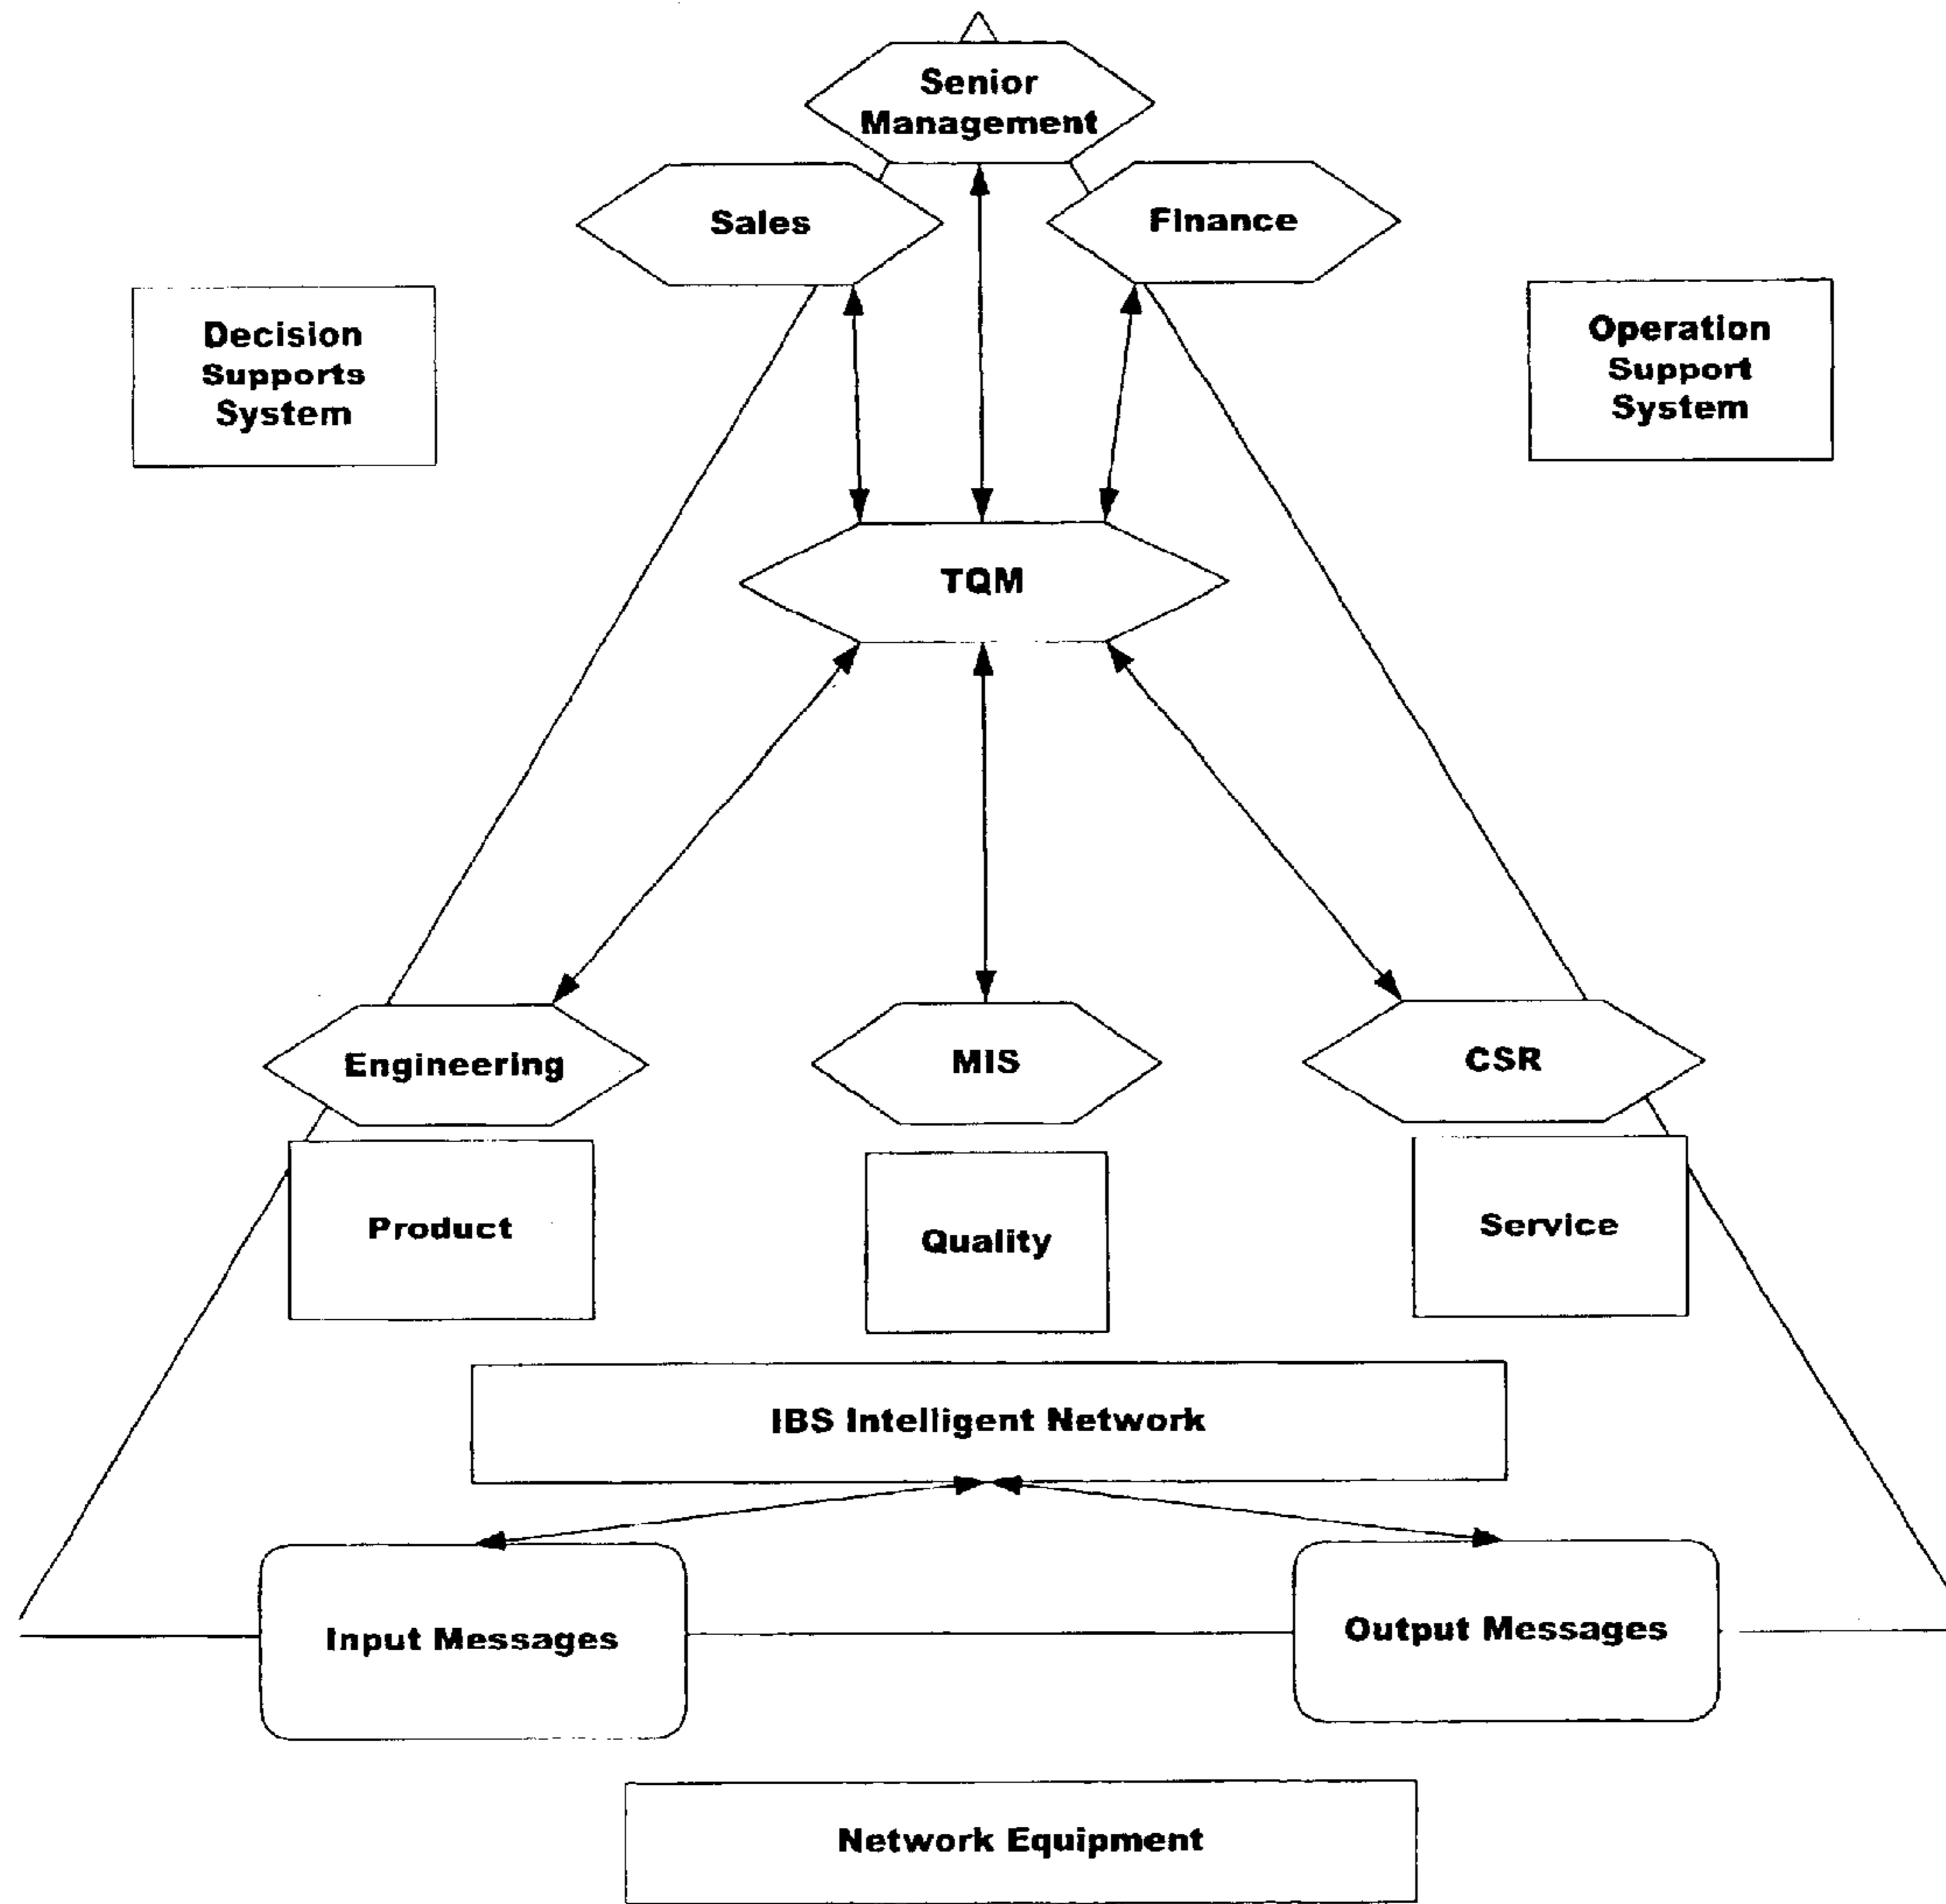 Senior
Management
Sales
Finance
Decision
Supports
System
Operation
Support
System
TQM
Engineering
MIS
CSR
Product
Quality
Service
IBS Intelligent Network
Input Messages
Output Messages
Network Equipment